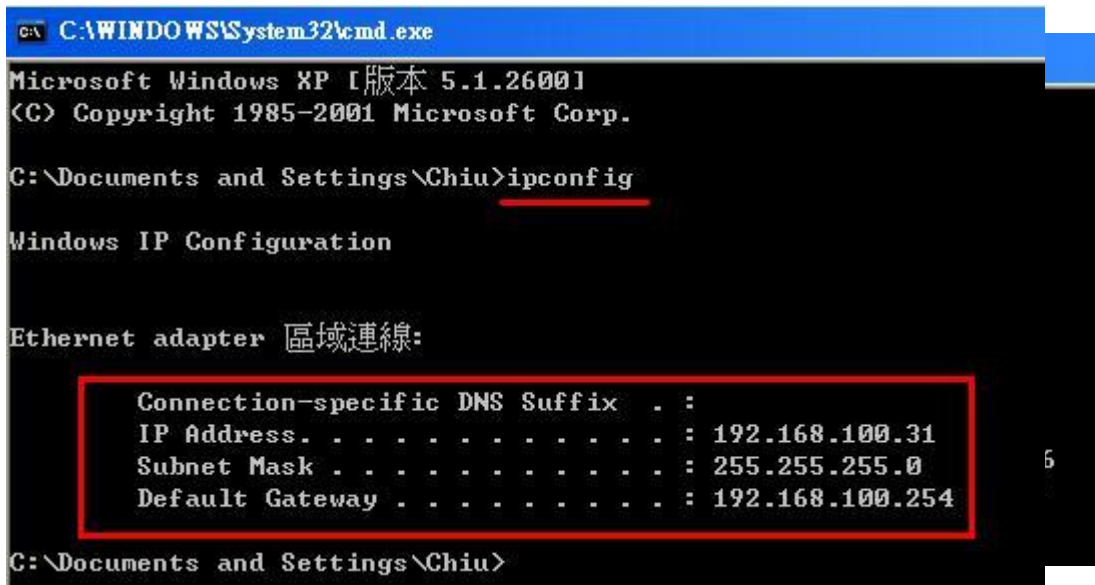 C:\WINDOWS\System32\cmd.exe
Microsoft Windows XP [版本 5.1.2600]
(C) Copyright 1985-2001 Microsoft Corp.
C:\Documents and Settings\Chiu>ipconfig
Windows IP Configuration
Ethernet adapter 區域連線:
Connection-specific DNS Suffix  . :
IP Address. . . . . . . . . . . . : 192.168.100.31
Subnet Mask . . . . . . . . . . . : 255.255.255.0
6
Default Gateway . . . . . . . . . : 192.168.100.254
C:\Documents and Settings\Chiu>